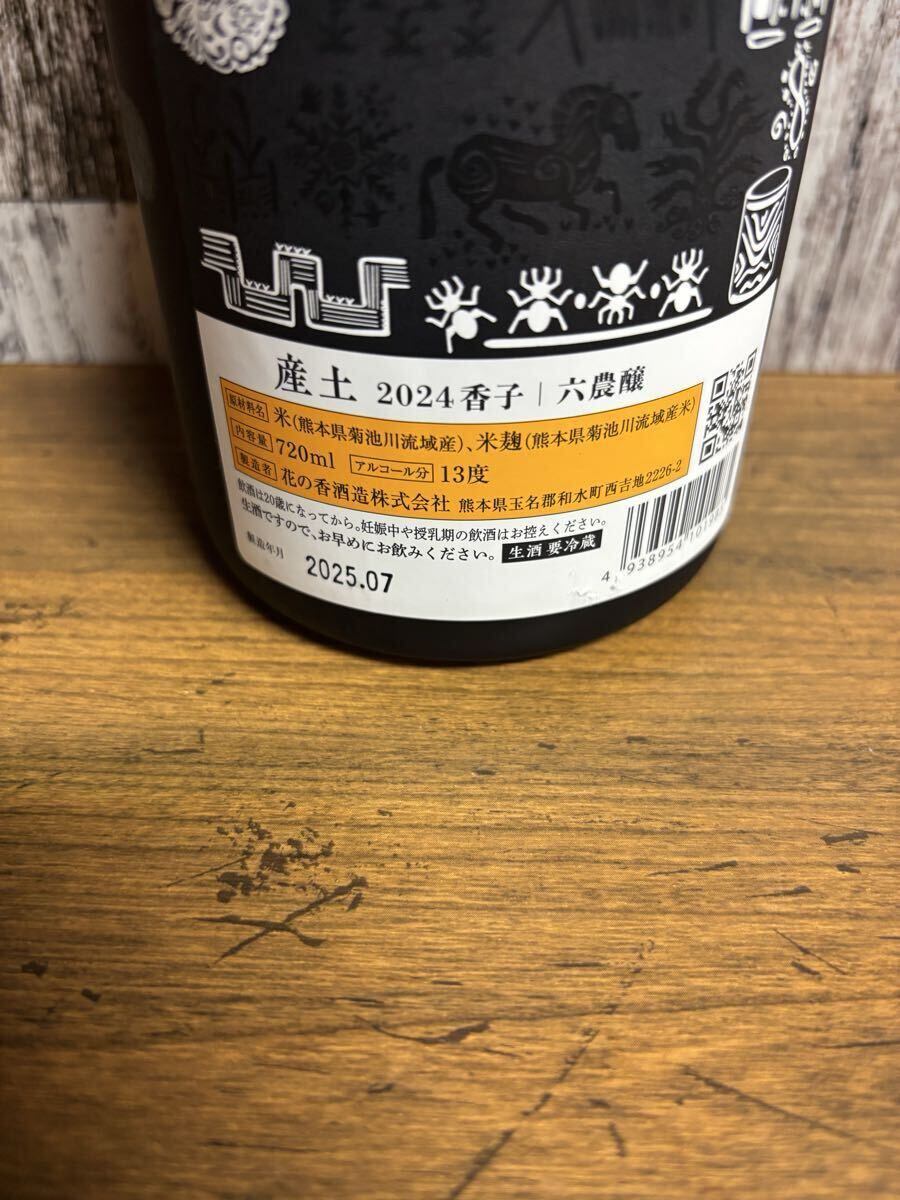 産土 2024 香子｜六農醸
原材料名 米(熊本県菊池川流域産)、米麹(熊本県菊池川流域産米)
内容量 720ml アルコール分 13度
醸造者 花の香酒造株式会社 熊本県玉名郡和水町西吉地2226-2
飲酒は20歳になってから。妊娠中や授乳期の飲酒はお控えください。
生酒ですので、お早めにお飲みください。 生酒 要冷蔵
醸造年月 2025.07
4 938954